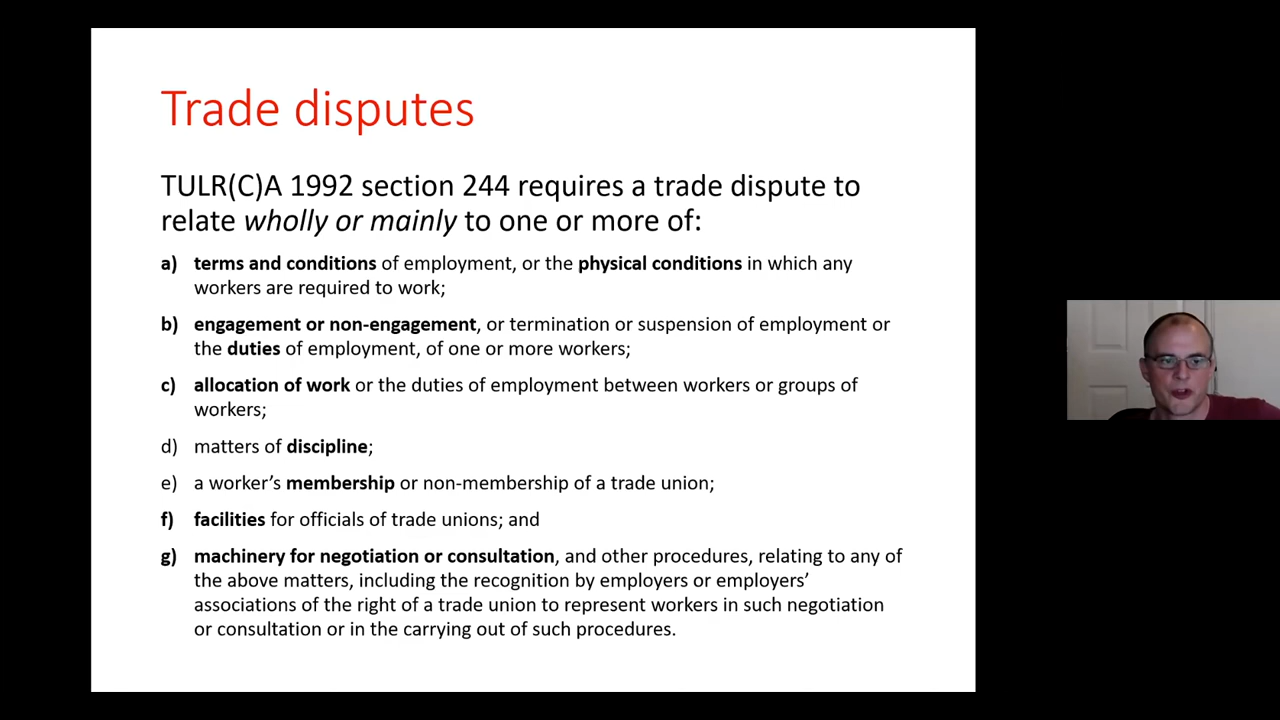 Trade disputes
TULR(C)A 1992 section 244 requires a trade dispute to
relate wholly or mainly to one or more of:
a) terms and conditions of employment, or the physical conditions in which any
workers are required to work;
b) engagement or non-engagement, or termination or suspension of employment or
the duties of employment, of one or more workers;
c) allocation of work or the duties of employment between workers or groups of
workers;
d) matters of discipline;
e) a worker’s membership or non-membership of a trade union;
f) facilities for officials of trade unions; and
g) machinery for negotiation or consultation, and other procedures, relating to any of
the above matters, including the recognition by employers or employers’
associations of the right of a trade union to represent workers in such negotiation
or consultation or in the carrying out of such procedures.